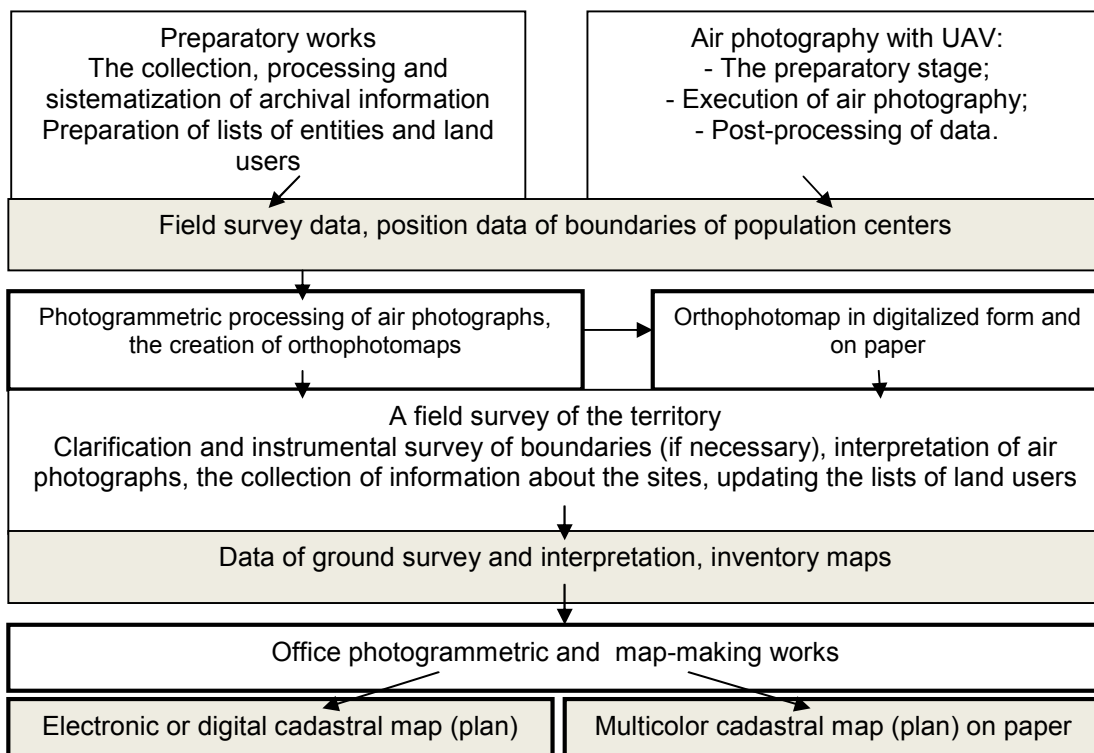 Preparatory works
The collection, processing and
sistematization of archival information
Preparation of lists of entities and land
users
Air photography with UAV:
- The preparatory stage;
- Execution of air photography;
- Post-processing of data.
Field survey data, position data of boundaries of population centers
Photogrammetric processing of air photographs,
the creation of orthophotomaps
Orthophotomap in digitalized form and
on paper
A field survey of the territory
Clarification and instrumental survey of boundaries (if necessary), interpretation of air
photographs, the collection of information about the sites, updating the lists of land users
Data of ground survey and interpretation, inventory maps
Office photogrammetric and map-making works
Electronic or digital cadastral map (plan)
Multicolor cadastral map (plan) on paper